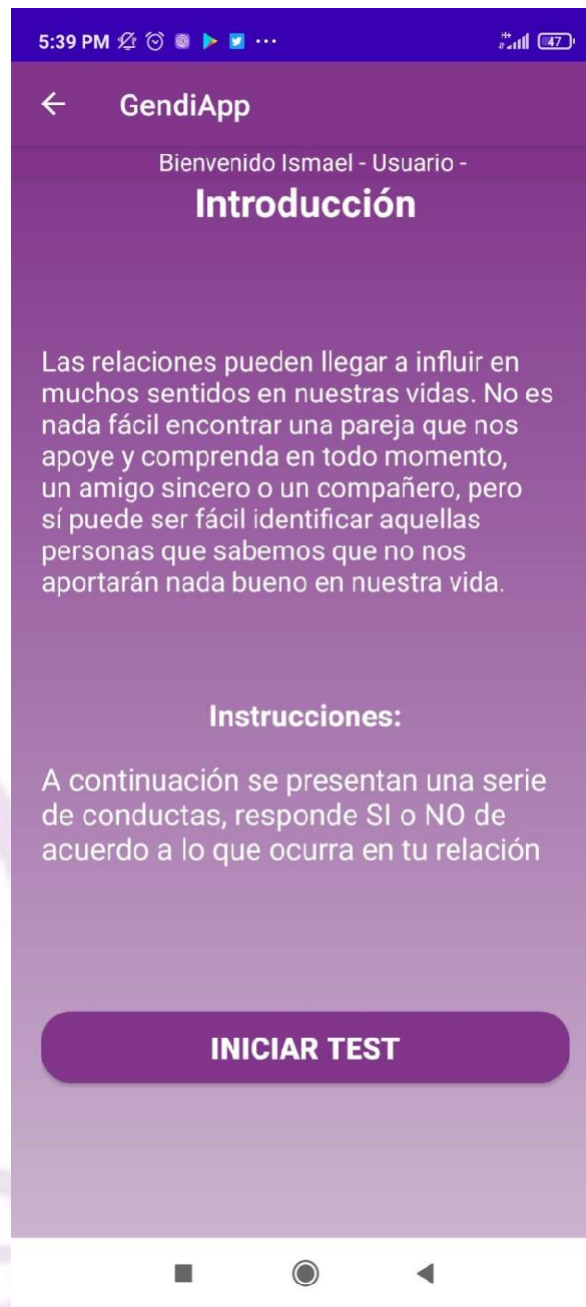 5:39 PM
47
GendiApp
Bienvenido Ismael - Usuario -
Introducción
Las relaciones pueden llegar a influir en
muchos sentidos en nuestras vidas. No es
nada fácil encontrar una pareja que nos
apoye y comprenda en todo momento,
un amigo sincero o un compañero, pero
sí puede ser fácil identificar aquellas
personas que sabemos que no nos
aportarán nada bueno en nuestra vida.
Instrucciones:
A continuación se presentan una serie
de conductas, responde SI o NO de
acuerdo a lo que ocurra en tu relación
INICIAR TEST